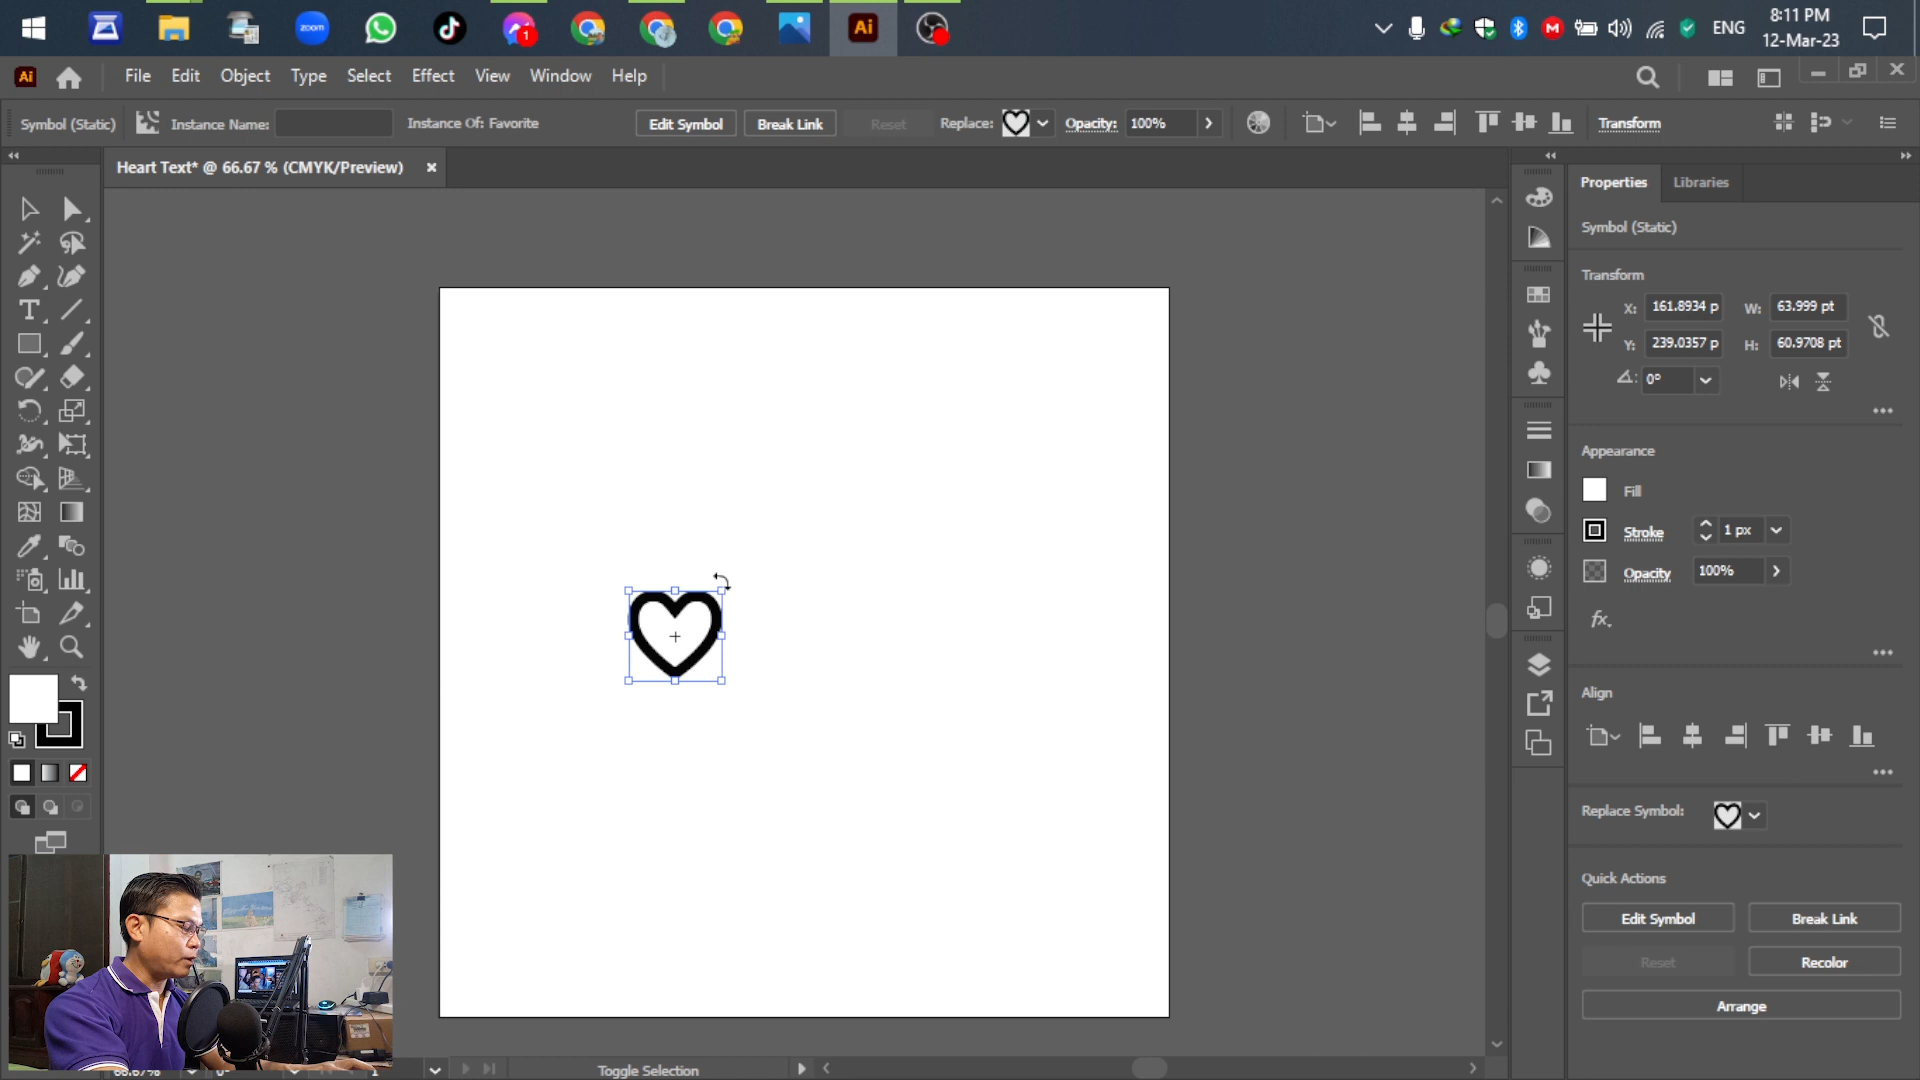 zoom
1
Ai
M
ENG
8:11 PM
12-Mar-23
Ai
File Edit Object Type Select Effect View Window Help
Symbol (Static)
Instance Name:
Instance Of: Favorite
Edit Symbol
Break Link
Reset
Replace:
Opacity:
100%
Transform
Heart Text* @ 66.67 % (CMYK/Preview)
Properties
Libraries
Symbol (Static)
Transform
X: 161.8934 p W: 63.999 pt
Y: 239.0357 p H: 60.9708 pt
0°
Appearance
Fill
Stroke 1 px
Opacity 100%
fx.
Align
Replace Symbol:
Quick Actions
Edit Symbol
Break Link
Reset
Recolor
Arrange
T
Toggle Selection